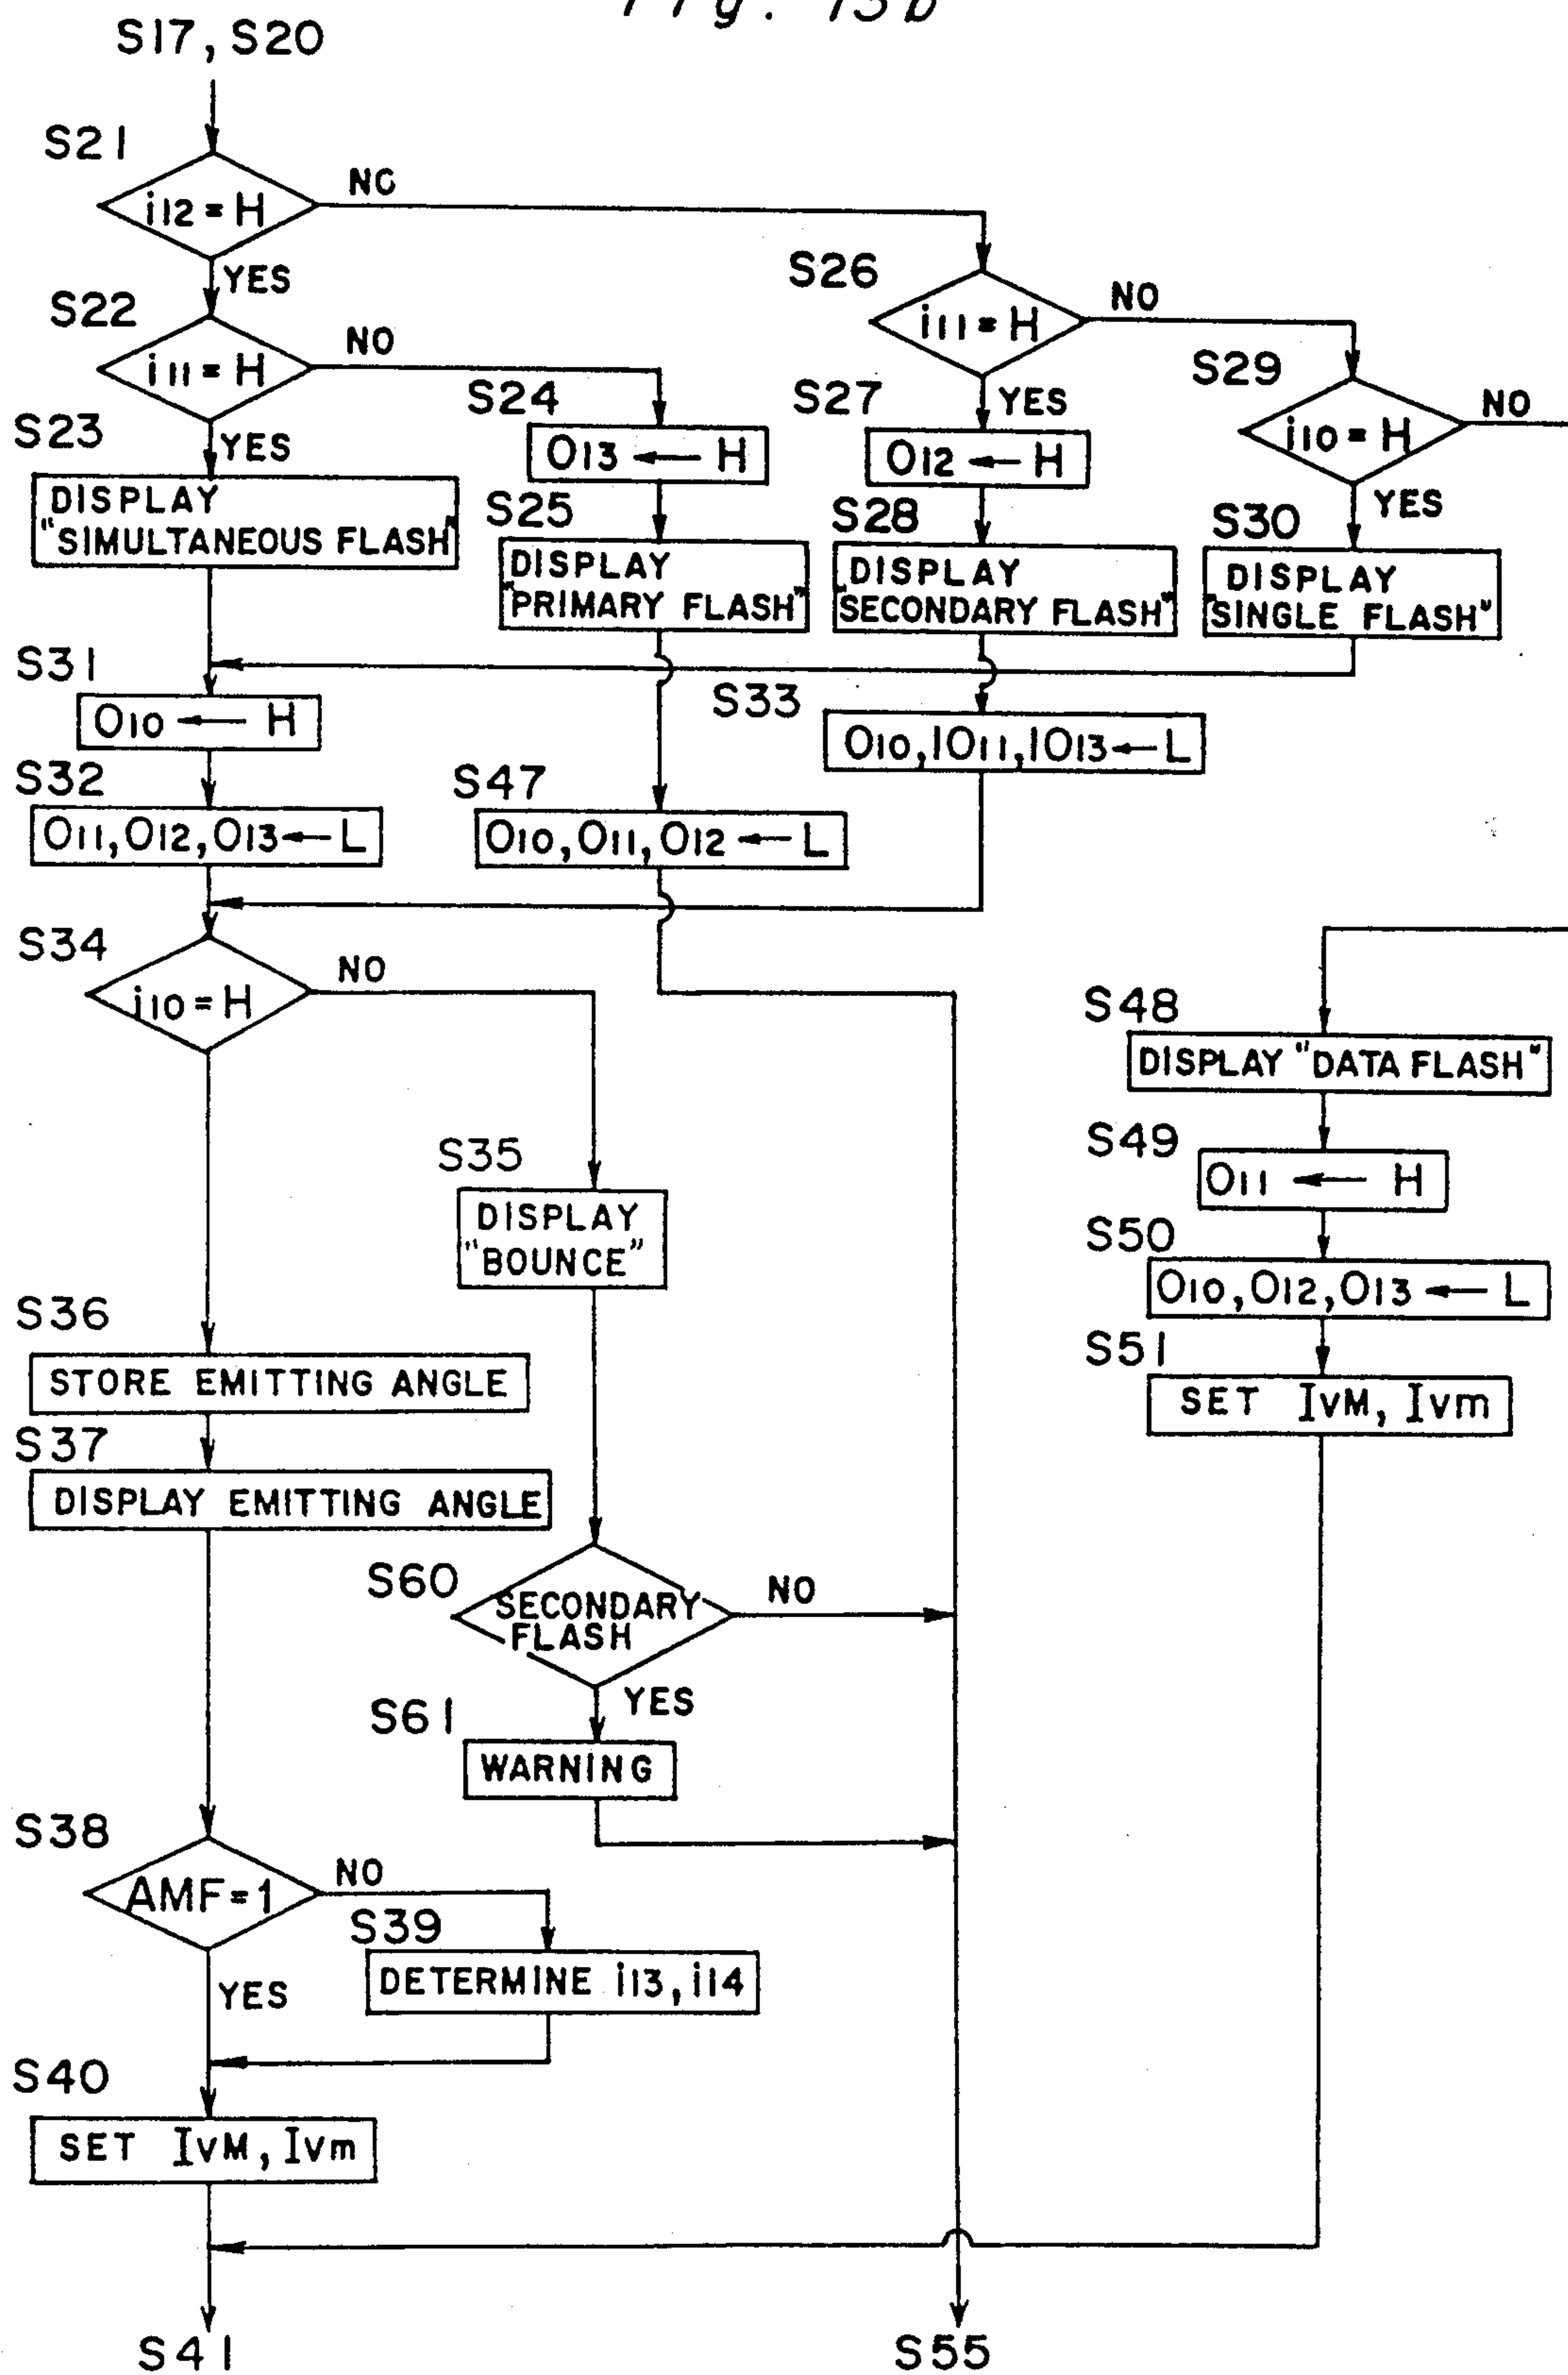 Fig. 13b
S17, S20
S21
i12 = H
NO
YES
S22
i11 = H
NO
YES
S23
DISPLAY
"SIMULTANEOUS FLASH"
S24
O13 ← H
S25
DISPLAY
"PRIMARY FLASH"
S26
i11 = H
NO
YES
S27
O12 ← H
S28
DISPLAY
"SECONDARY FLASH"
S29
i10 = H
NO
YES
S30
DISPLAY
"SINGLE FLASH"
S31
O10 ← H
S32
O11, O12, O13 ← L
S33
O10, IO11, IO13 ← L
S47
O10, O11, O12 ← L
S34
i10 = H
NO
S35
DISPLAY
"BOUNCE"
S36
STORE EMITTING ANGLE
S37
DISPLAY EMITTING ANGLE
S48
DISPLAY "DATA FLASH"
S49
O11 ← H
S50
O10, O12, O13 ← L
S51
SET IvM, Ivm
S60
SECONDARY
FLASH
NO
YES
S61
WARNING
S38
AMF = 1
NO
YES
S39
DETERMINE i13, i14
S40
SET IvM, Ivm
S41
S55